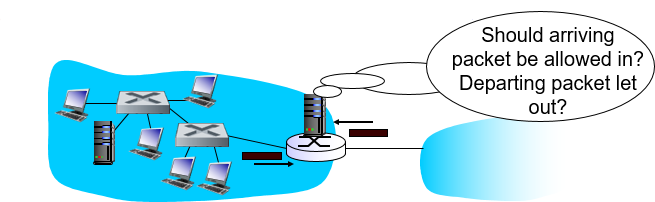 Should arriving
packet be allowed in?
Departing packet let
out?